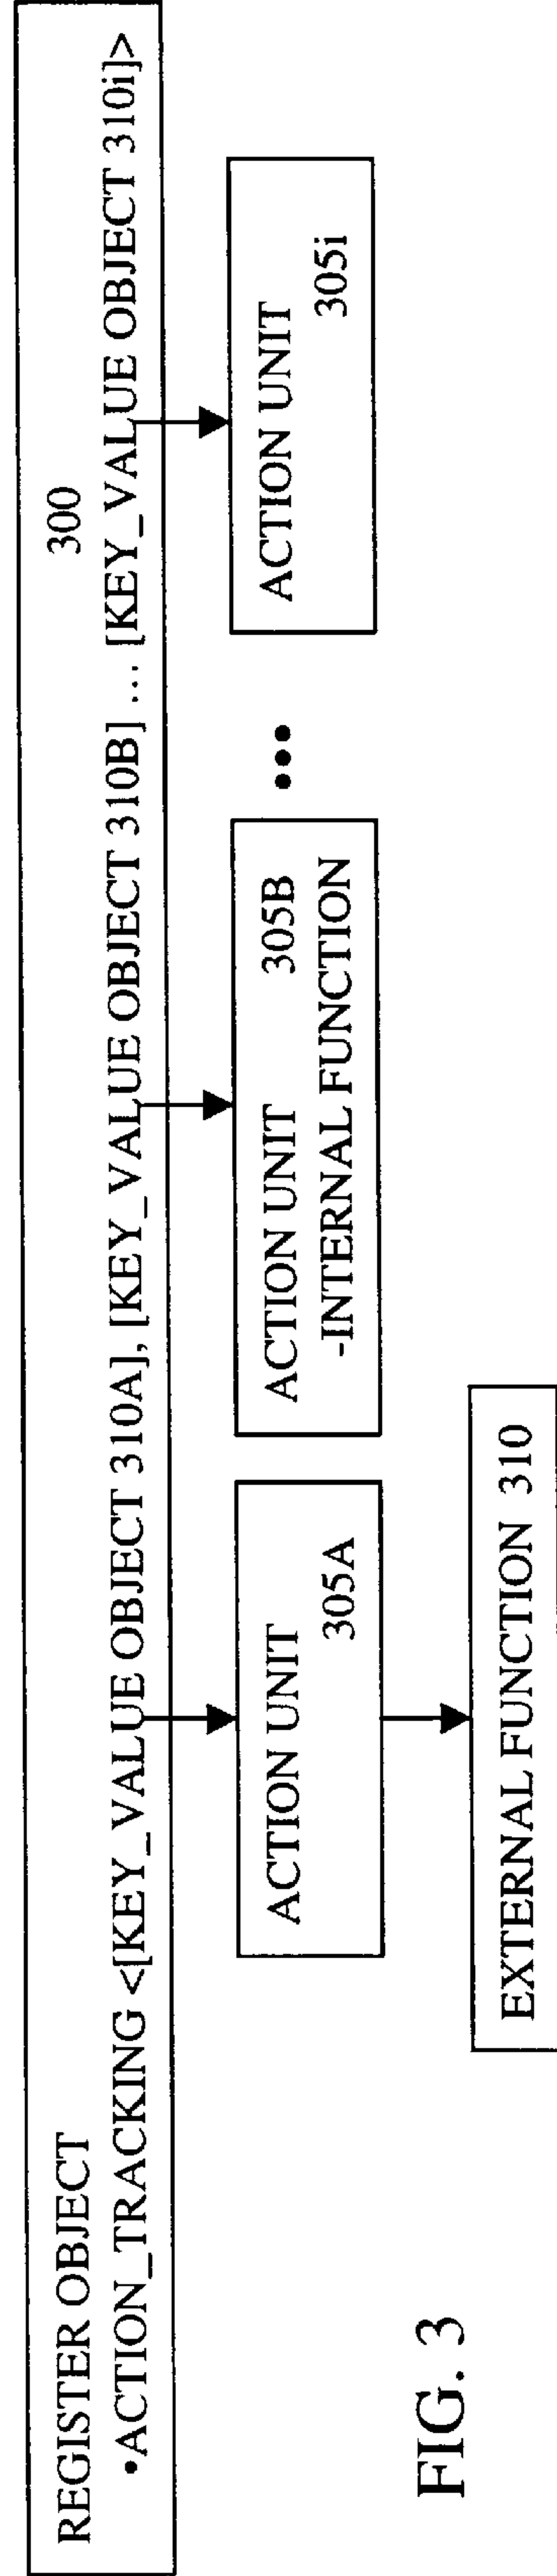 REGISTER OBJECT 300
•ACTION_TRACKING <[KEY_VALUE OBJECT 310A], [KEY_VALUE OBJECT 310B] ... [KEY_VALUE OBJECT 310i]>
ACTION UNIT
305A
ACTION UNIT 305B
-INTERNAL FUNCTION
•••
ACTION UNIT
305i
EXTERNAL FUNCTION 310
FIG. 3